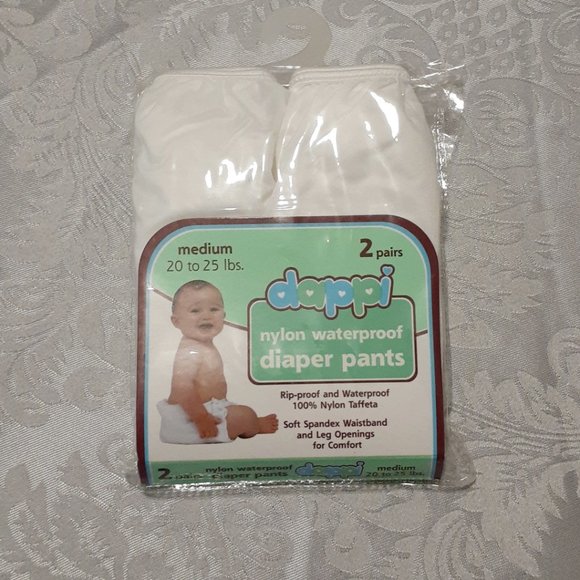 medium
20 to 25 lbs.
2 pairs
dappi
nylon waterproof
diaper pants
Rip-proof and Waterproof
100% Nylon Taffeta
Soft Spandex Waistband
and Leg Openings
for Comfort
2 pairs
nylon waterproof
diaper pants
dappi
medium
20 to 25 lbs.